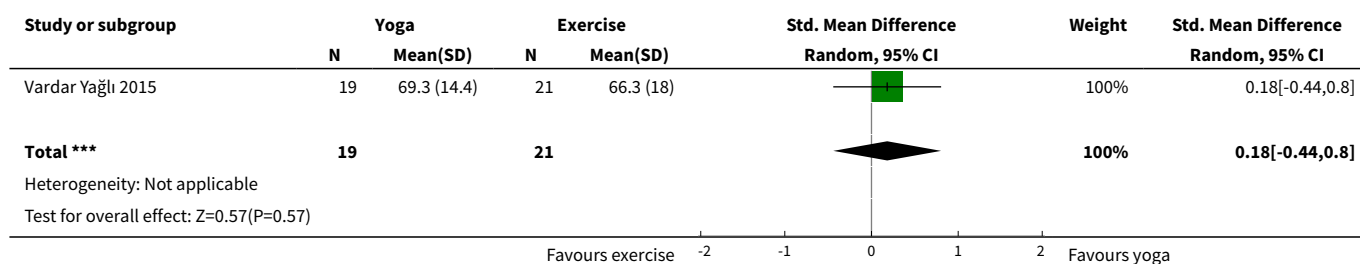 Study or subgroup Yoga Exercise Std. Mean Difference Weight Std. Mean Difference
N Mean(SD) N Mean(SD) Random, 95% CI Random, 95% CI
Vardar Yağlı 2015 19 69.3 (14.4) 21 66.3 (18) 100% 0.18[-0.44,0.8]
Total *** 19 21 100% 0.18[-0.44,0.8]
Heterogeneity: Not applicable
Test for overall effect: Z=0.57(P=0.57)
Favours exercise -2 -1 0 1 2 Favours yoga